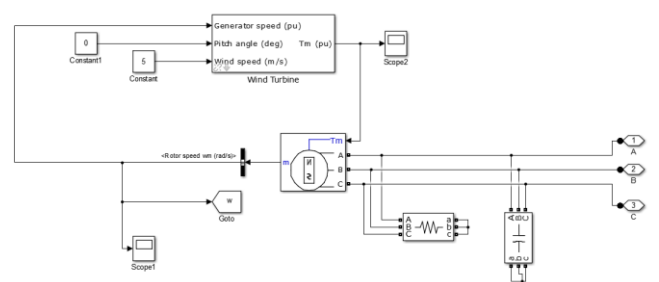 Generator speed (pu)
Pitch angle (deg)
Tm (pu)
Wind speed (m/s)
Wind Turbine
0
Constant1
5
Constant
Scope2
<Rotor speed wm (rad/s)>
m
Tm
A
B
C
1
A
2
B
3
C
w
Goto
Scope1
A
B
C
a
b
c
A
B
C
a
b
c